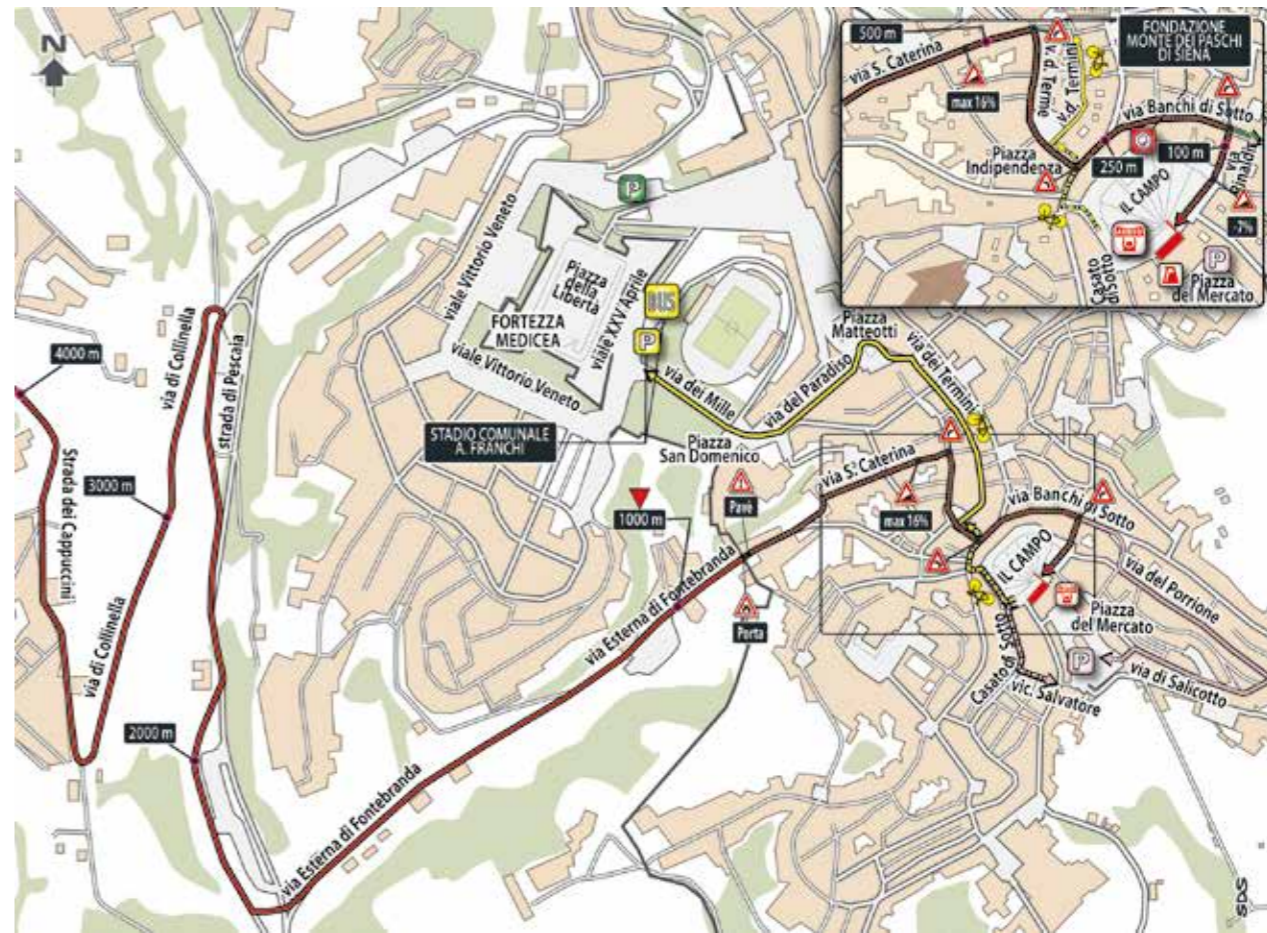 N
500 m
via S. Caterina
max 16%
v. d. Terme
v.d. Termini
FONDAZIONE
MONTE DEI PASCHI
DI SIENA
via Banchi di Sotto
Piazza
Indipendenza
250 m
100 m
via
Rinaldini
IL CAMPO
-7%
Casato
di Sotto
P
Piazza
del Mercato
P
viale Vittorio Veneto
Piazza
della
Libertà
FORTEZZA
MEDICEA
viale XXV Aprile
BUS
P
viale Vittorio Veneto
STADIO COMUNALE
A. FRANCHI
via dei Mille
via del Paradiso
Piazza
Matteotti
via dei Termini
Piazza
San Domenico
4000 m
via di Collinella
strada di Pescaia
Strada dei Cappuccini
3000 m
via di Collinella
2000 m
1000 m
Pavè
Porta
via Esterna di Fontebranda
via Esterna di Fontebranda
via S.ª Caterina
max 16%
via Banchi di Sotto
IL CAMPO
via del Porrione
Piazza
del Mercato
P
via di Salicotto
Casato di Sotto
vic. Salvatore
SDS